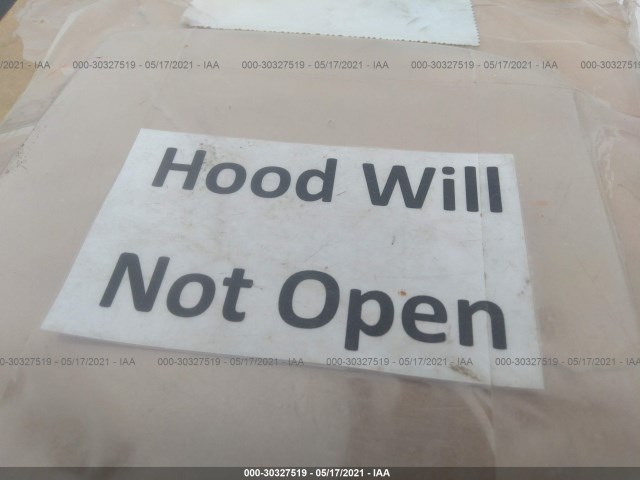 /2021 - IAA 000-30327519 - 05/17/2021 - IAA 000-30327519 - 05/17/2021 - IAA 000-30327519 - 05/17/2021 - IAA 000-303275
Hood Will
Not Open
000-30327519 - 05/17/2021 - IAA 000-30327519 - 05/17/2021 - IAA 000-30327519 - 05/17/2021 - IAA 000-30327519 - 05/17/2021 - IAA
000-30327519 - 05/17/2021 - IAA